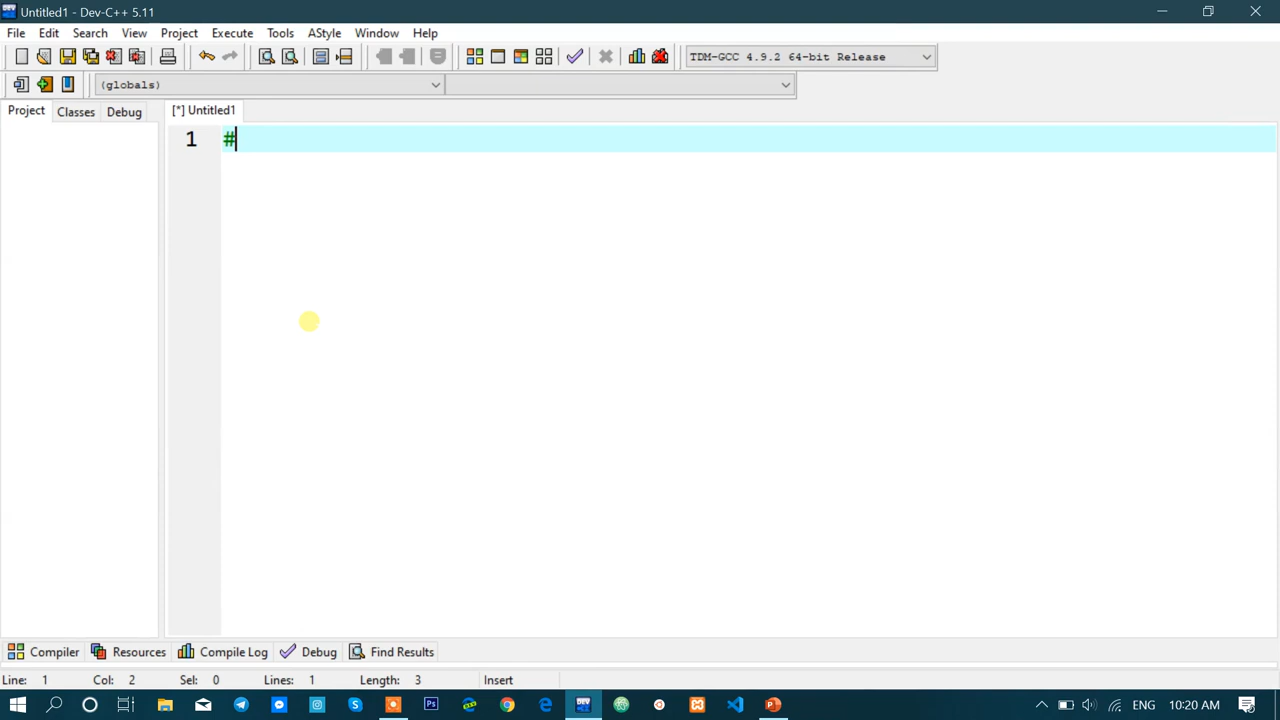 Untitled1 - Dev-C++ 5.11
File Edit Search View Project Execute Tools AStyle Window Help
TDM-GCC 4.9.2 64-bit Release
(globals)
Project Classes Debug [*] Untitled1
1 #
Compiler Resources Compile Log Debug Find Results
Line: 1 Col: 2 Sel: 0 Lines: 1 Length: 3 Insert
Ps DEV ENG 10:20 AM